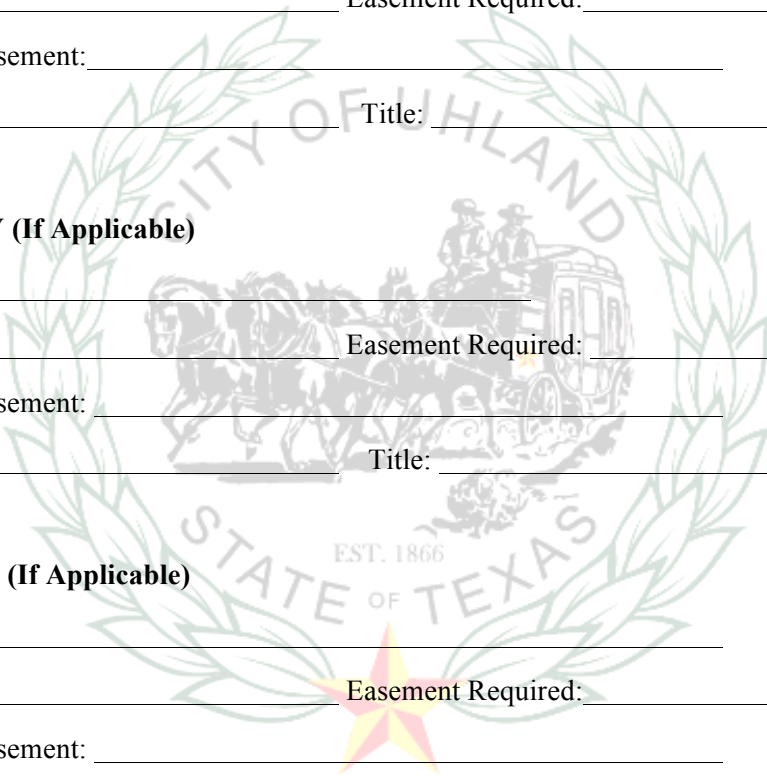 Easement Required:
sement:
Title:
CITY OF UHLAND
(If Applicable)
Easement Required:
sement:
Title:
STATE OF TEXAS
EST. 1866
(If Applicable)
Easement Required:
sement: